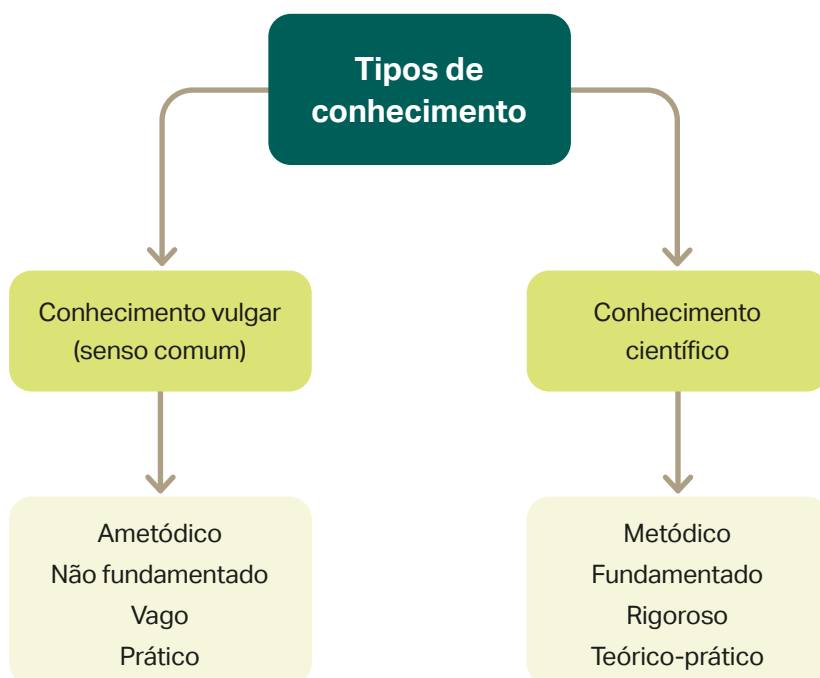 Tipos de
conhecimento
Conhecimento vulgar
(senso comum)
Conhecimento
científico
Ametódico
Não fundamentado
Vago
Prático
Metódico
Fundamentado
Rigoroso
Teórico-prático